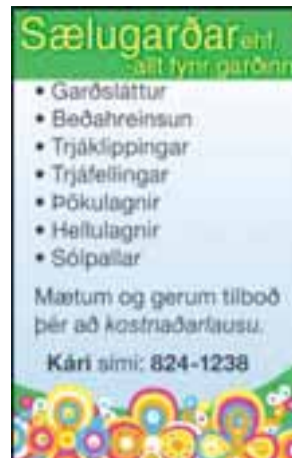 Sælugarðar ehf.
-allt fyrir garðinn
• Garðsláttur
• Beðahreinsun
• Trjáklippingar
• Trjáfellingar
• Þökulagnir
• Hellulagnir
• Sólpallar
Mætum og gerum tilboð
þér að kostnaðarlausu.
Kári sími: 824-1238